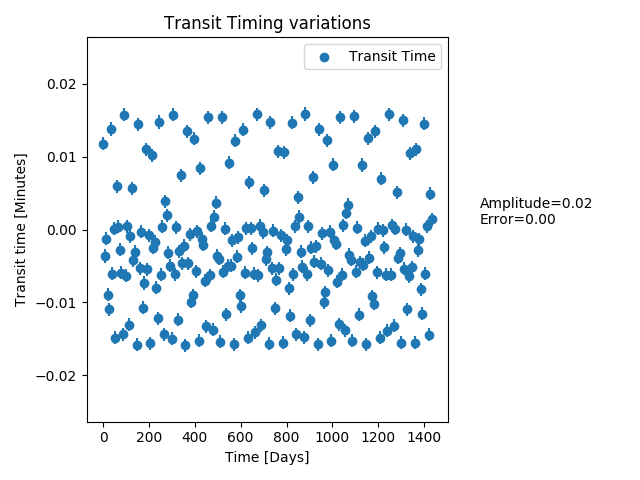 Transit Timing variations
Transit Time
0.02
0.01
0.00
−0.01
−0.02
Transit time [Minutes]
0 200 400 600 800 1000 1200 1400
Time [Days]
Amplitude=0.02
Error=0.00